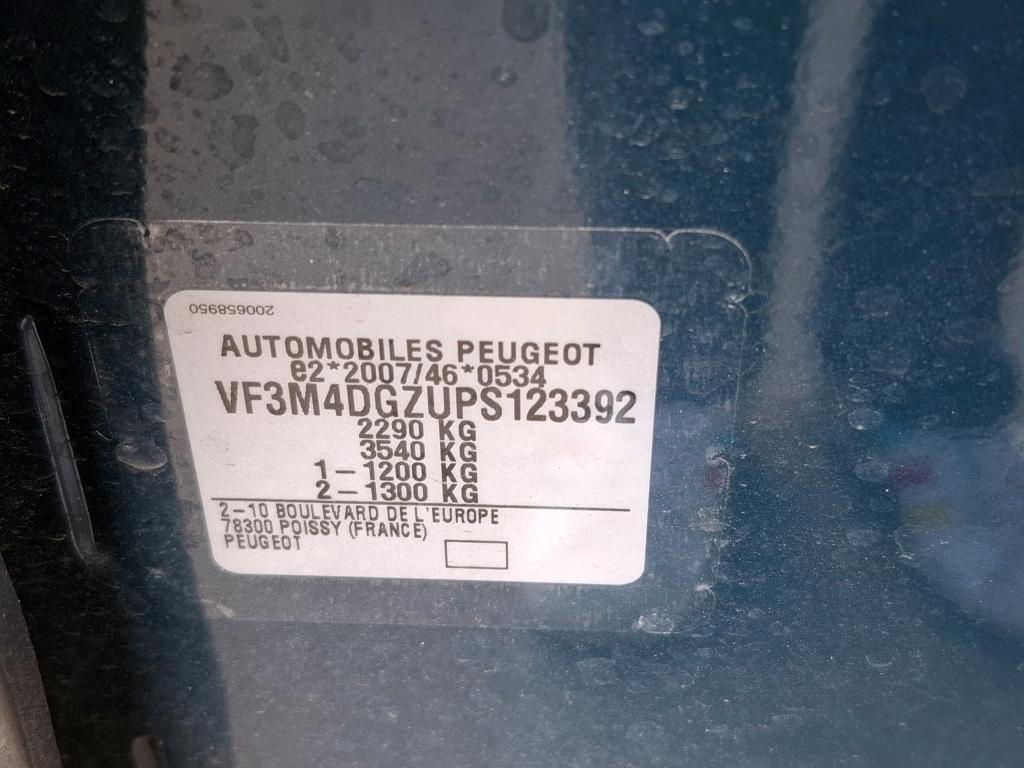 200658950
AUTOMOBILES PEUGEOT
e2*2007/46*0534
VF3M4DGZUPS123392
2290 KG
3540 KG
1-1200 KG
2-1300 KG
2-10 BOULEVARD DE L'EUROPE
78300 POISSY (FRANCE)
PEUGEOT